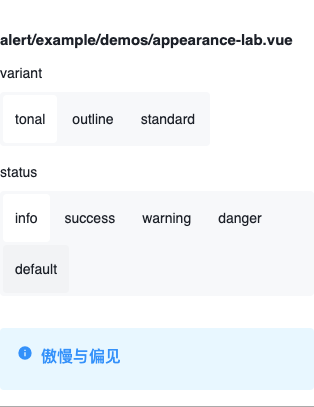 alert/example/demos/appearance-lab.vue
variant
tonal outline standard
status
info success warning danger
default
傲慢与偏见